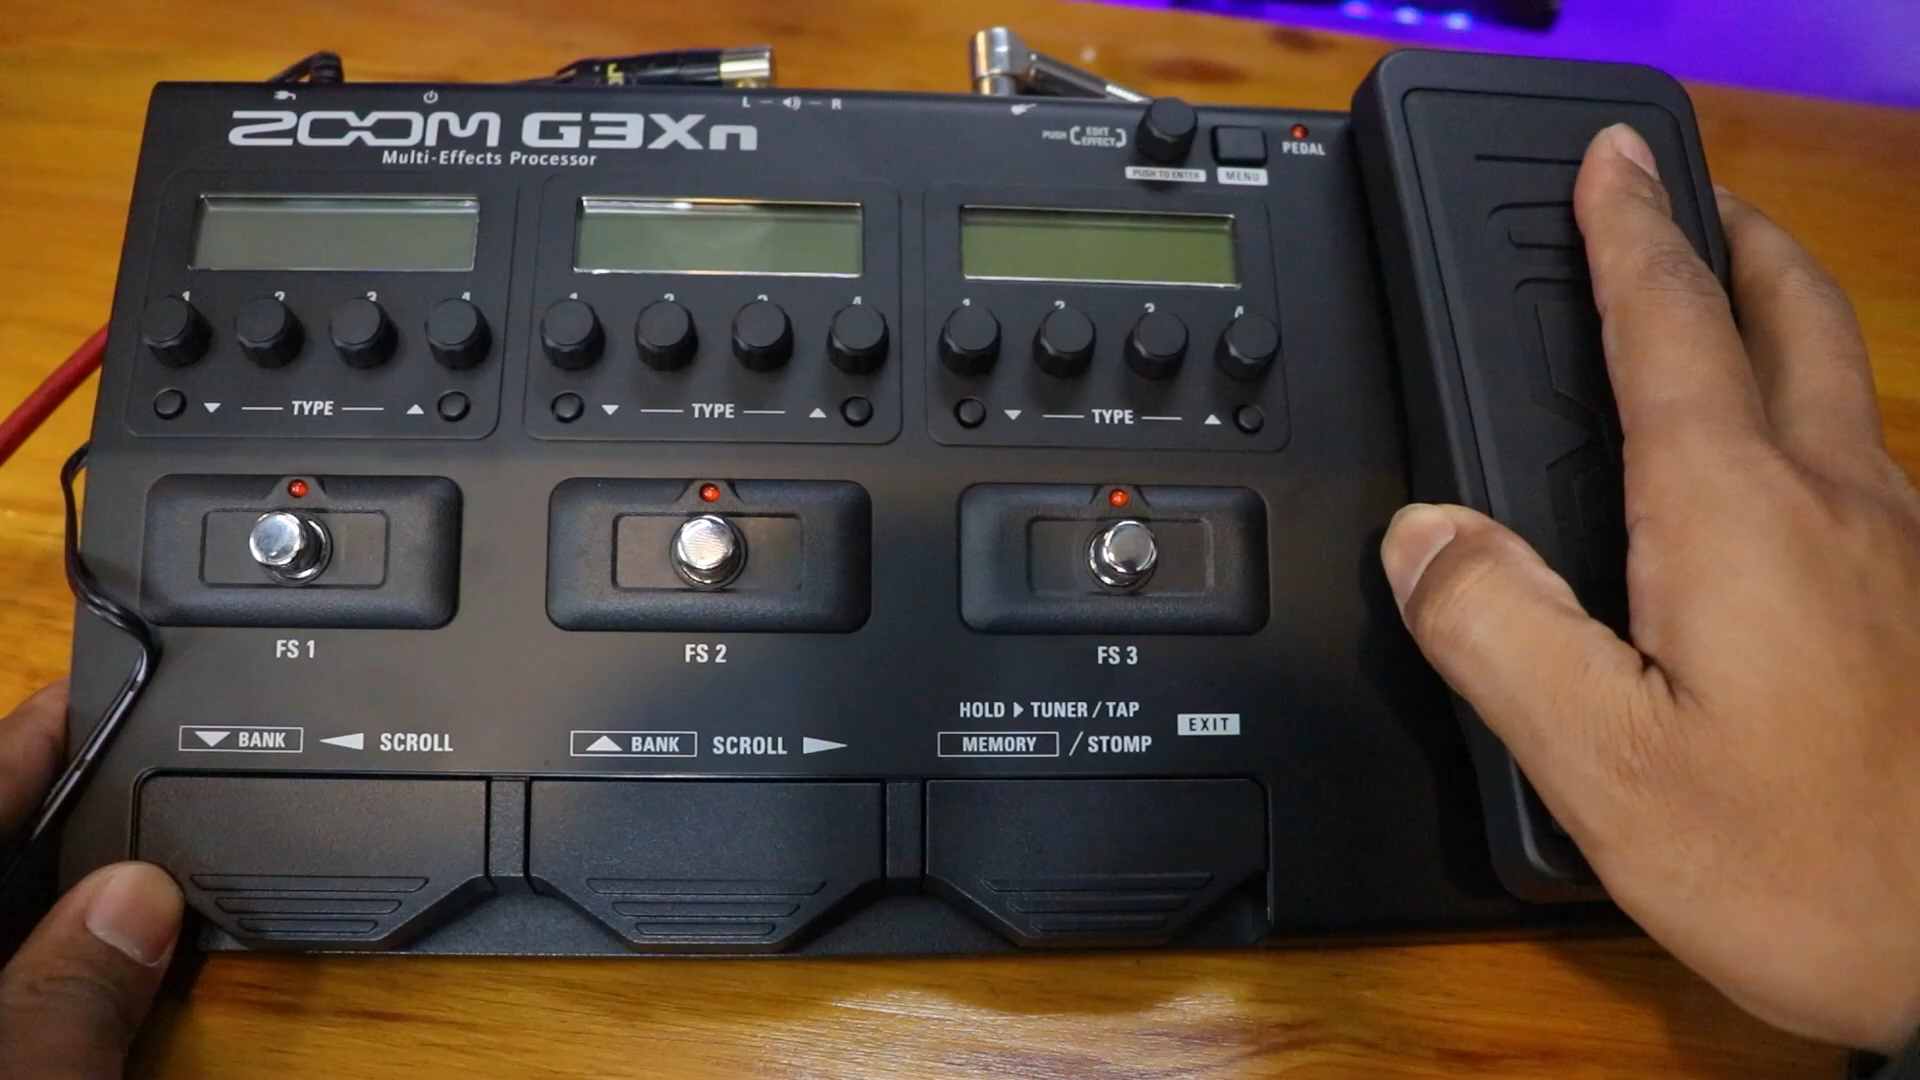 L R
ZOOM G3Xn
Multi-Effects Processor
PUSH EDIT EFFECT
PUSH TO ENTER
MENU
PEDAL
1 2 3 4
1 2 3 4
1 2 3 4
TYPE
TYPE
TYPE
FS 1
FS 2
FS 3
BANK SCROLL
BANK SCROLL
HOLD TUNER / TAP
MEMORY / STOMP
EXIT